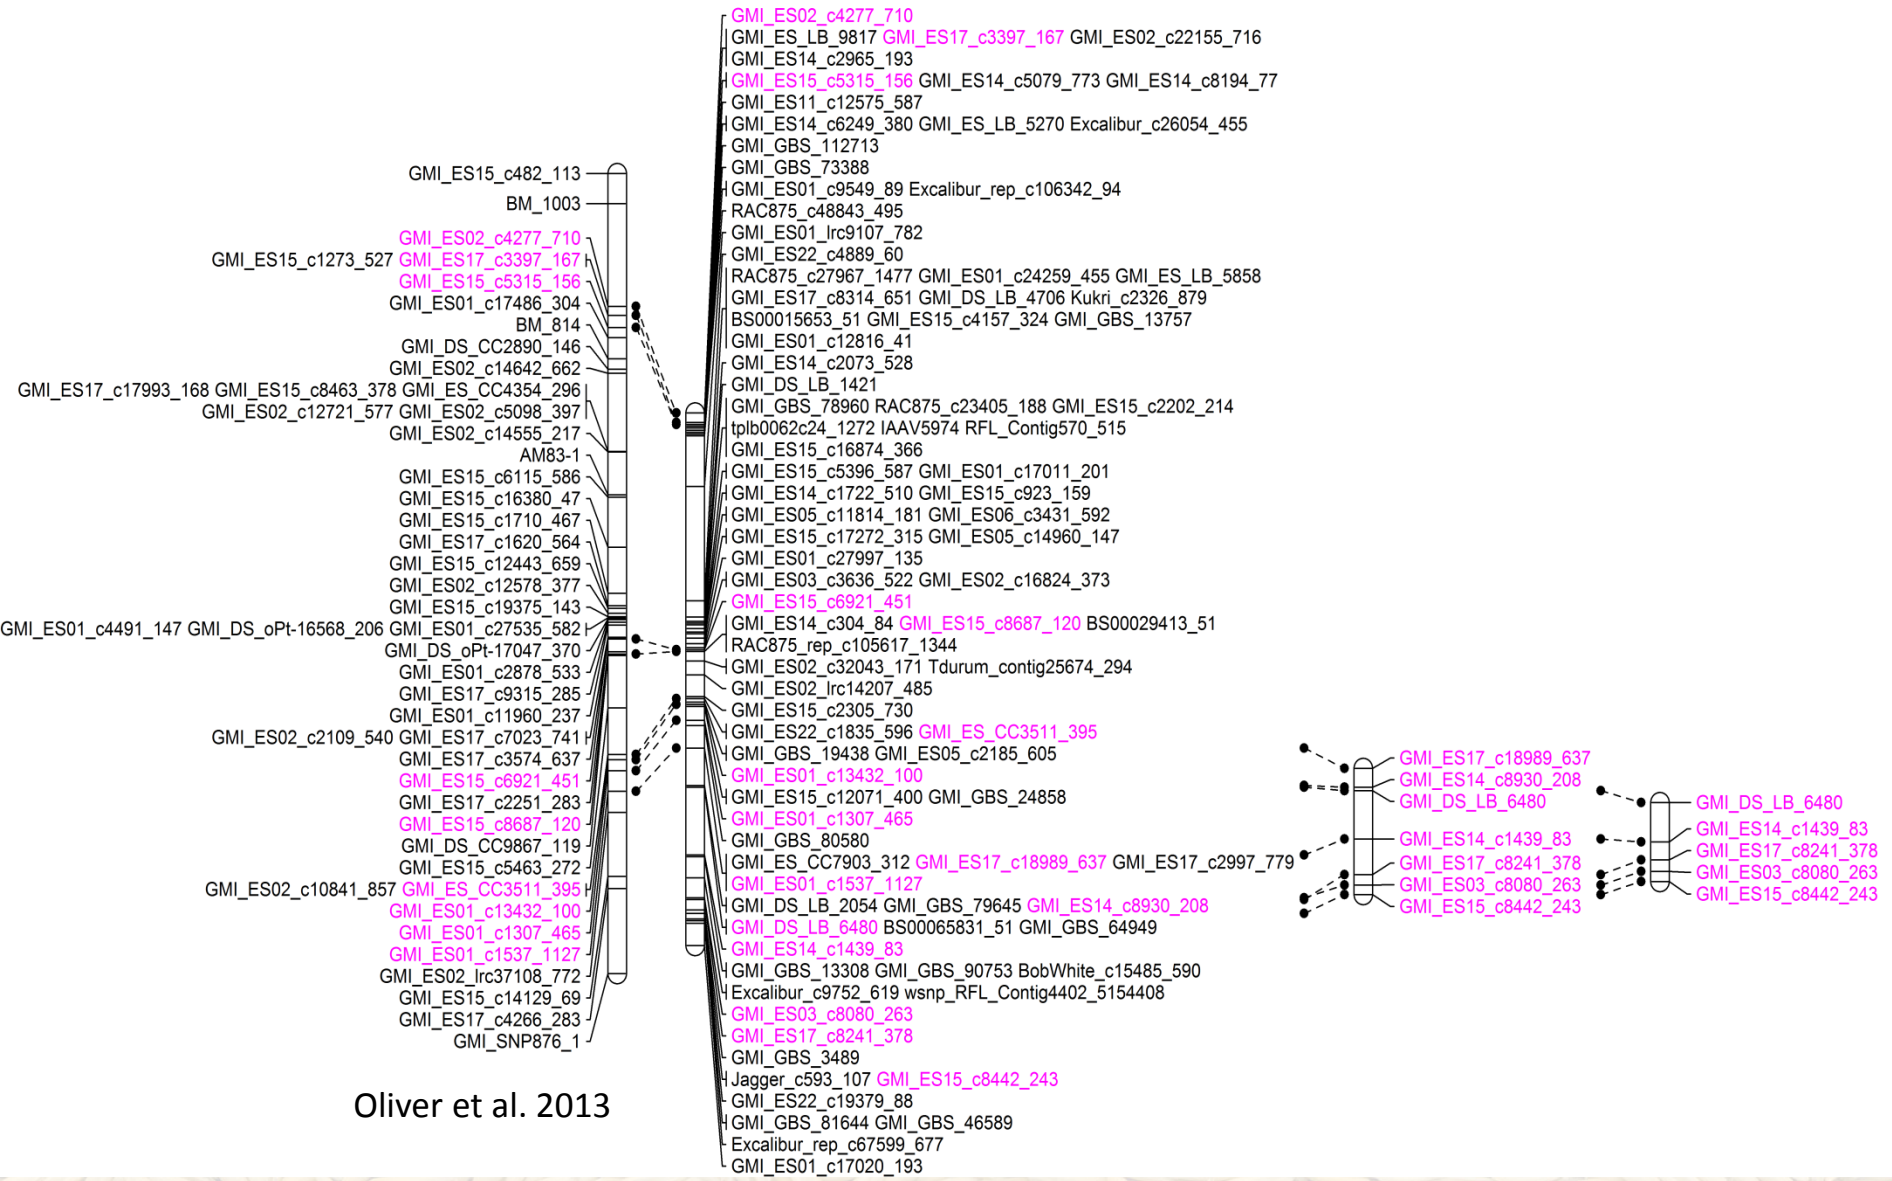 GMI_ES15_c482_113
BM_1003
GMI_ES02_c4277_710
GMI_ES15_c1273_527 GMI_ES17_c3397_167
GMI_ES15_c5315_156
GMI_ES01_c17486_304
BM_814
GMI_DS_CC2890_146
GMI_ES02_c14642_662
GMI_ES17_c17993_168 GMI_ES15_c8463_378 GMI_ES_CC4354_296
GMI_ES02_c12721_577 GMI_ES02_c5098_397
GMI_ES02_c14555_217
AM83-1
GMI_ES15_c6115_586
GMI_ES15_c16380_47
GMI_ES15_c1710_467
GMI_ES17_c1620_564
GMI_ES15_c12443_659
GMI_ES02_c12578_377
GMI_ES15_c19375_143
GMI_ES01_c4491_147 GMI_DS_oPt-16568_206 GMI_ES01_c27535_582
GMI_DS_oPt-17047_370
GMI_ES01_c2878_533
GMI_ES17_c9315_285
GMI_ES01_c11960_237
GMI_ES02_c2109_540 GMI_ES17_c7023_741
GMI_ES17_c3574_637
GMI_ES15_c6921_451
GMI_ES17_c2251_283
GMI_ES15_c8687_120
GMI_DS_CC9867_119
GMI_ES15_c5463_272
GMI_ES02_c10841_857 GMI_ES_CC3511_395
GMI_ES01_c13432_100
GMI_ES01_c1307_465
GMI_ES01_c1537_1127
GMI_ES02_lrc37108_772
GMI_ES15_c14129_69
GMI_ES17_c4266_283
GMI_SNP876_1
Oliver et al. 2013
GMI_ES02_c4277_710
GMI_ES_LB_9817 GMI_ES17_c3397_167 GMI_ES02_c22155_716
GMI_ES14_c2965_193
GMI_ES15_c5315_156 GMI_ES14_c5079_773 GMI_ES14_c8194_77
GMI_ES11_c12575_587
GMI_ES14_c6249_380 GMI_ES_LB_5270 Excalibur_c26054_455
GMI_GBS_112713
GMI_GBS_73388
GMI_ES01_c9549_89 Excalibur_rep_c106342_94
RAC875_c48843_495
GMI_ES01_lrc9107_782
GMI_ES22_c4889_60
RAC875_c27967_1477 GMI_ES01_c24259_455 GMI_ES_LB_5858
GMI_ES17_c8314_651 GMI_DS_LB_4706 Kukri_c2326_879
BS00015653_51 GMI_ES15_c4157_324 GMI_GBS_13757
GMI_ES01_c12816_41
GMI_ES14_c2073_528
GMI_DS_LB_1421
GMI_GBS_78960 RAC875_c23405_188 GMI_ES15_c2202_214
tplb0062c24_1272 IAAV5974 RFL_Contig570_515
GMI_ES15_c16874_366
GMI_ES15_c5396_587 GMI_ES01_c17011_201
GMI_ES14_c1722_510 GMI_ES15_c923_159
GMI_ES05_c11814_181 GMI_ES06_c3431_592
GMI_ES15_c17272_315 GMI_ES05_c14960_147
GMI_ES01_c27997_135
GMI_ES03_c3636_522 GMI_ES02_c16824_373
GMI_ES15_c6921_451
GMI_ES14_c304_84 GMI_ES15_c8687_120 BS00029413_51
RAC875_rep_c105617_1344
GMI_ES02_c32043_171 Tdurum_contig25674_294
GMI_ES02_lrc14207_485
GMI_ES15_c2305_730
GMI_ES22_c1835_596 GMI_ES_CC3511_395
GMI_GBS_19438 GMI_ES05_c2185_605
GMI_ES01_c13432_100
GMI_ES15_c12071_400 GMI_GBS_24858
GMI_ES01_c1307_465
GMI_GBS_80580
GMI_ES_CC7903_312 GMI_ES17_c18989_637 GMI_ES17_c2997_779
GMI_ES01_c1537_1127
GMI_DS_LB_2054 GMI_GBS_79645 GMI_ES14_c8930_208
GMI_DS_LB_6480 BS00065831_51 GMI_GBS_64949
GMI_ES14_c1439_83
GMI_GBS_13308 GMI_GBS_90753 BobWhite_c15485_590
Excalibur_c9752_619 wsnp_RFL_Contig4402_5154408
GMI_ES03_c8080_263
GMI_ES17_c8241_378
GMI_GBS_3489
Jagger_c593_107 GMI_ES15_c8442_243
GMI_ES22_c19379_88
GMI_GBS_81644 GMI_GBS_46589
Excalibur_rep_c67599_677
GMI_ES01_c17020_193
GMI_ES17_c18989_637
GMI_ES14_c8930_208
GMI_DS_LB_6480
GMI_ES14_c1439_83
GMI_ES17_c8241_378
GMI_ES03_c8080_263
GMI_ES15_c8442_243
GMI_DS_LB_6480
GMI_ES14_c1439_83
GMI_ES17_c8241_378
GMI_ES03_c8080_263
GMI_ES15_c8442_243